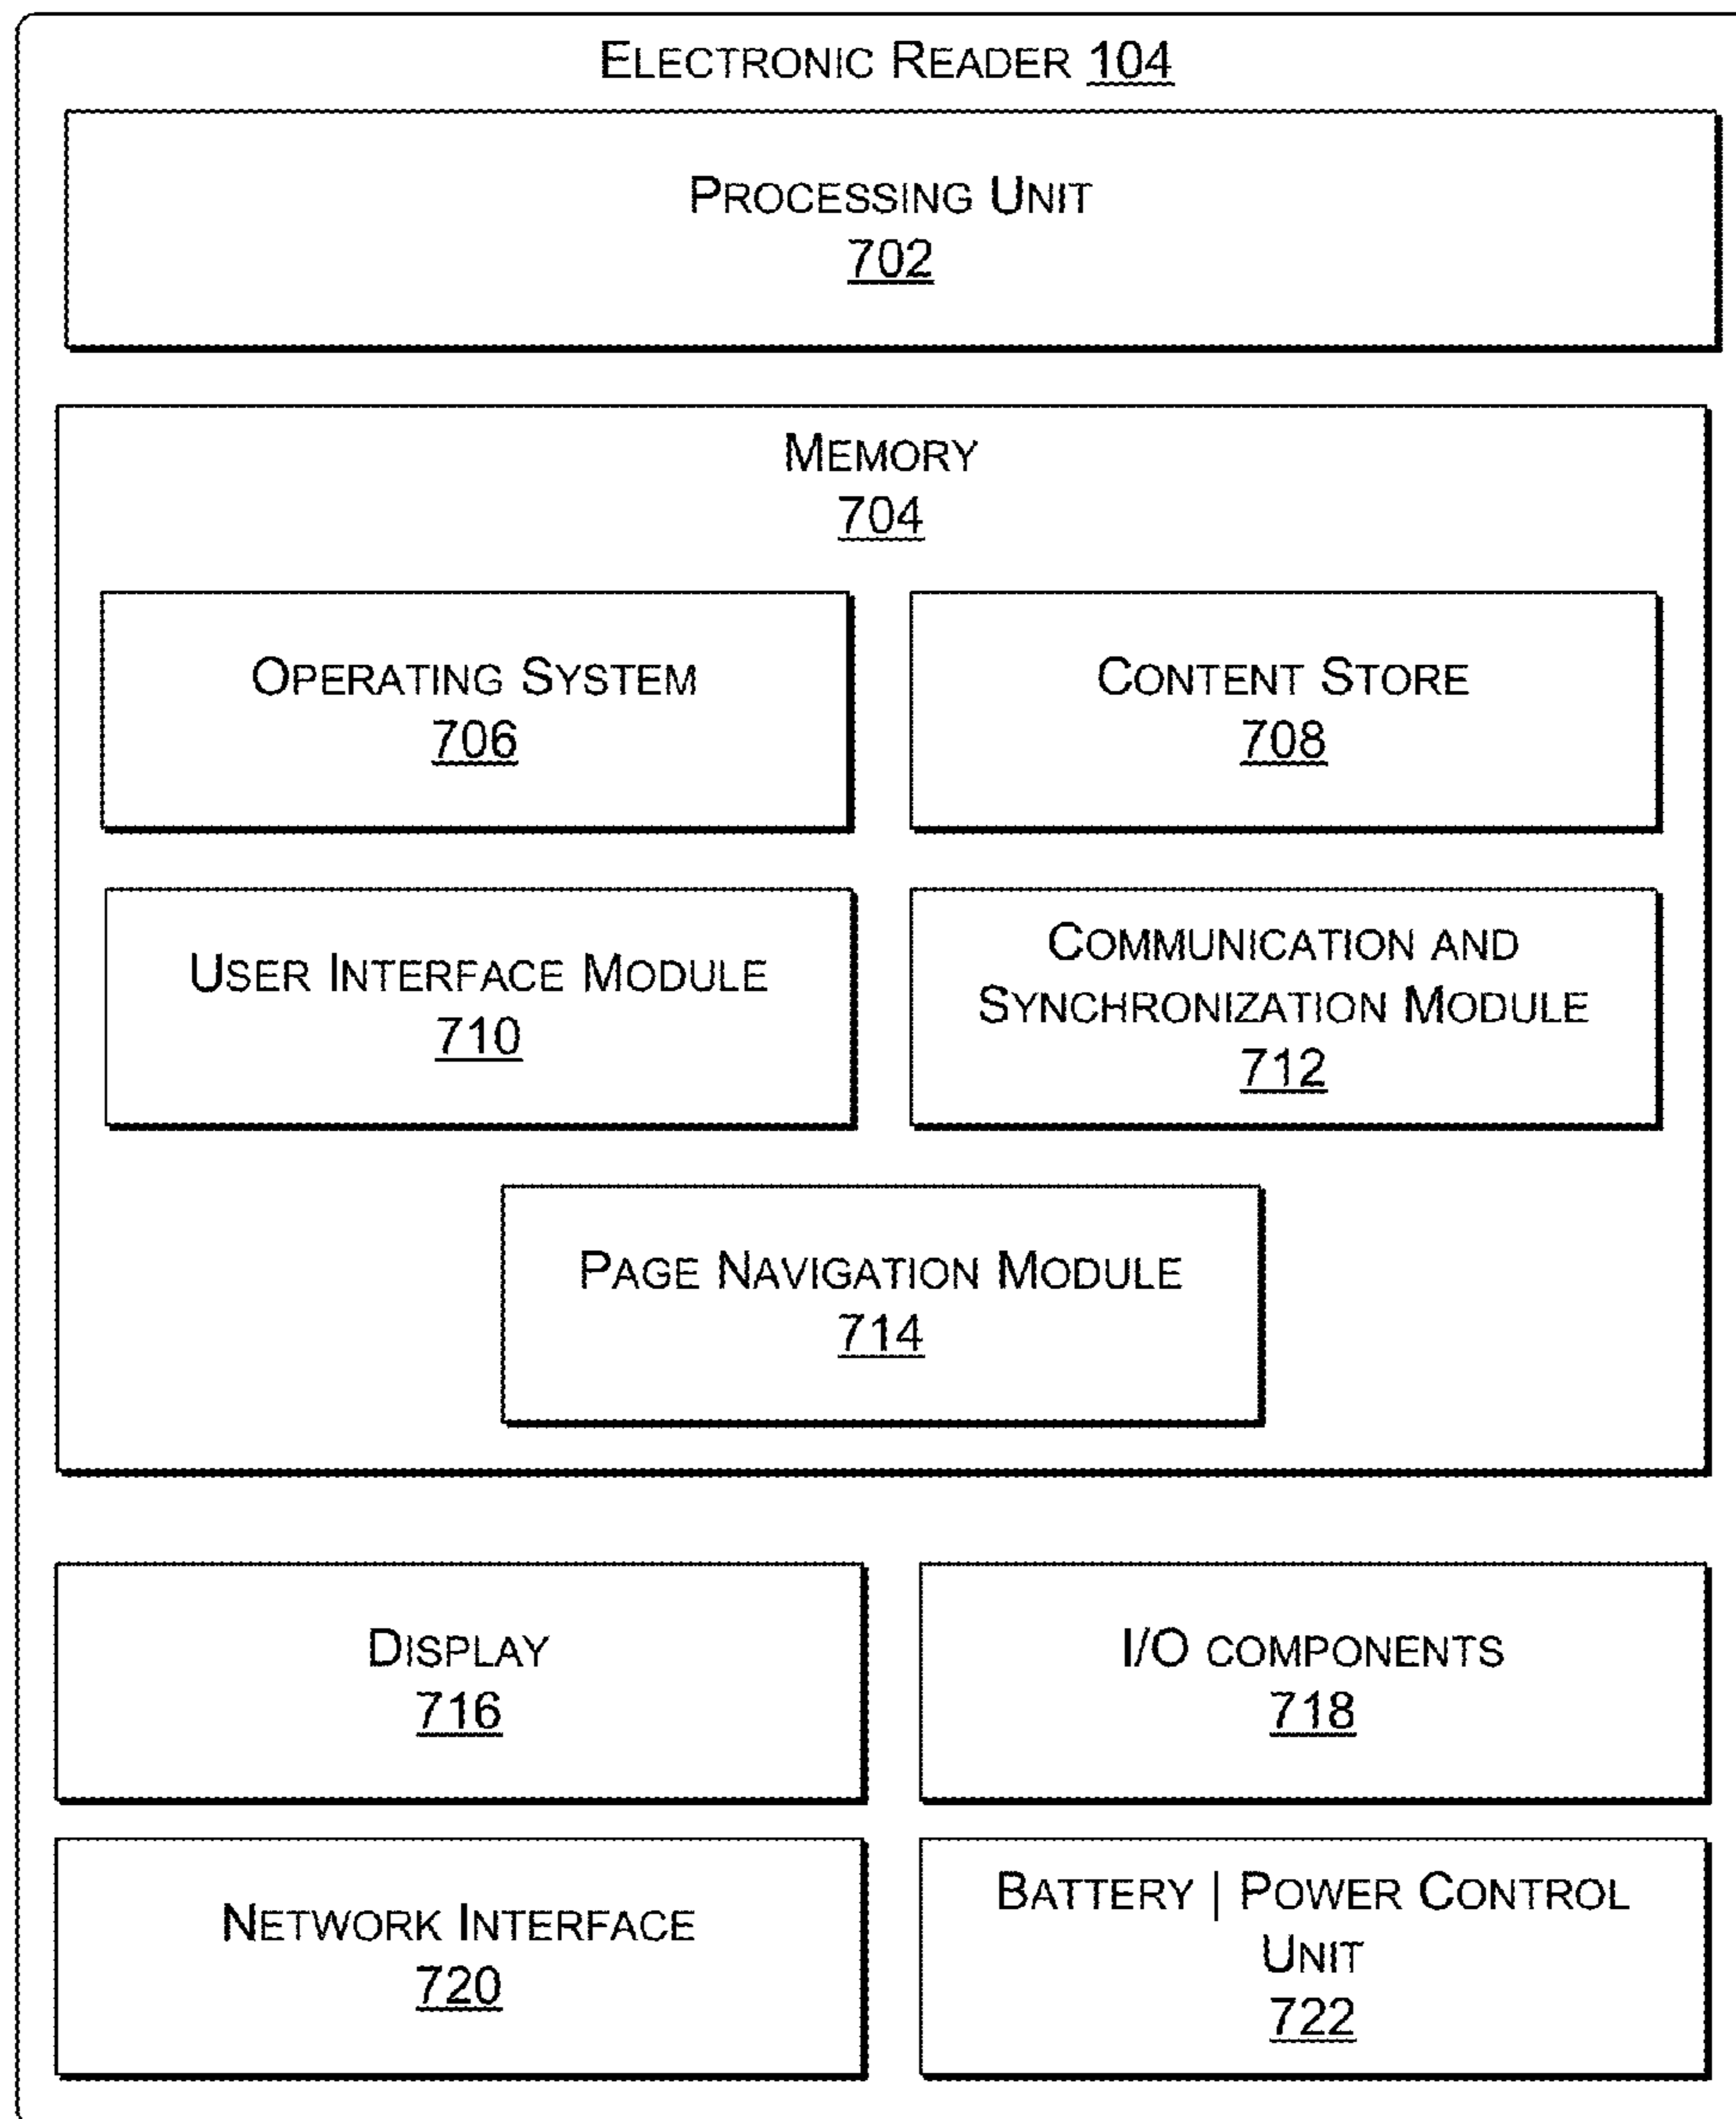 ELECTRONIC READER 104
PROCESSING UNIT
702
MEMORY
704
OPERATING SYSTEM
706
CONTENT STORE
708
USER INTERFACE MODULE
710
COMMUNICATION AND
SYNCHRONIZATION MODULE
712
PAGE NAVIGATION MODULE
714
DISPLAY
716
I/O COMPONENTS
718
NETWORK INTERFACE
720
BATTERY | POWER CONTROL
UNIT
722